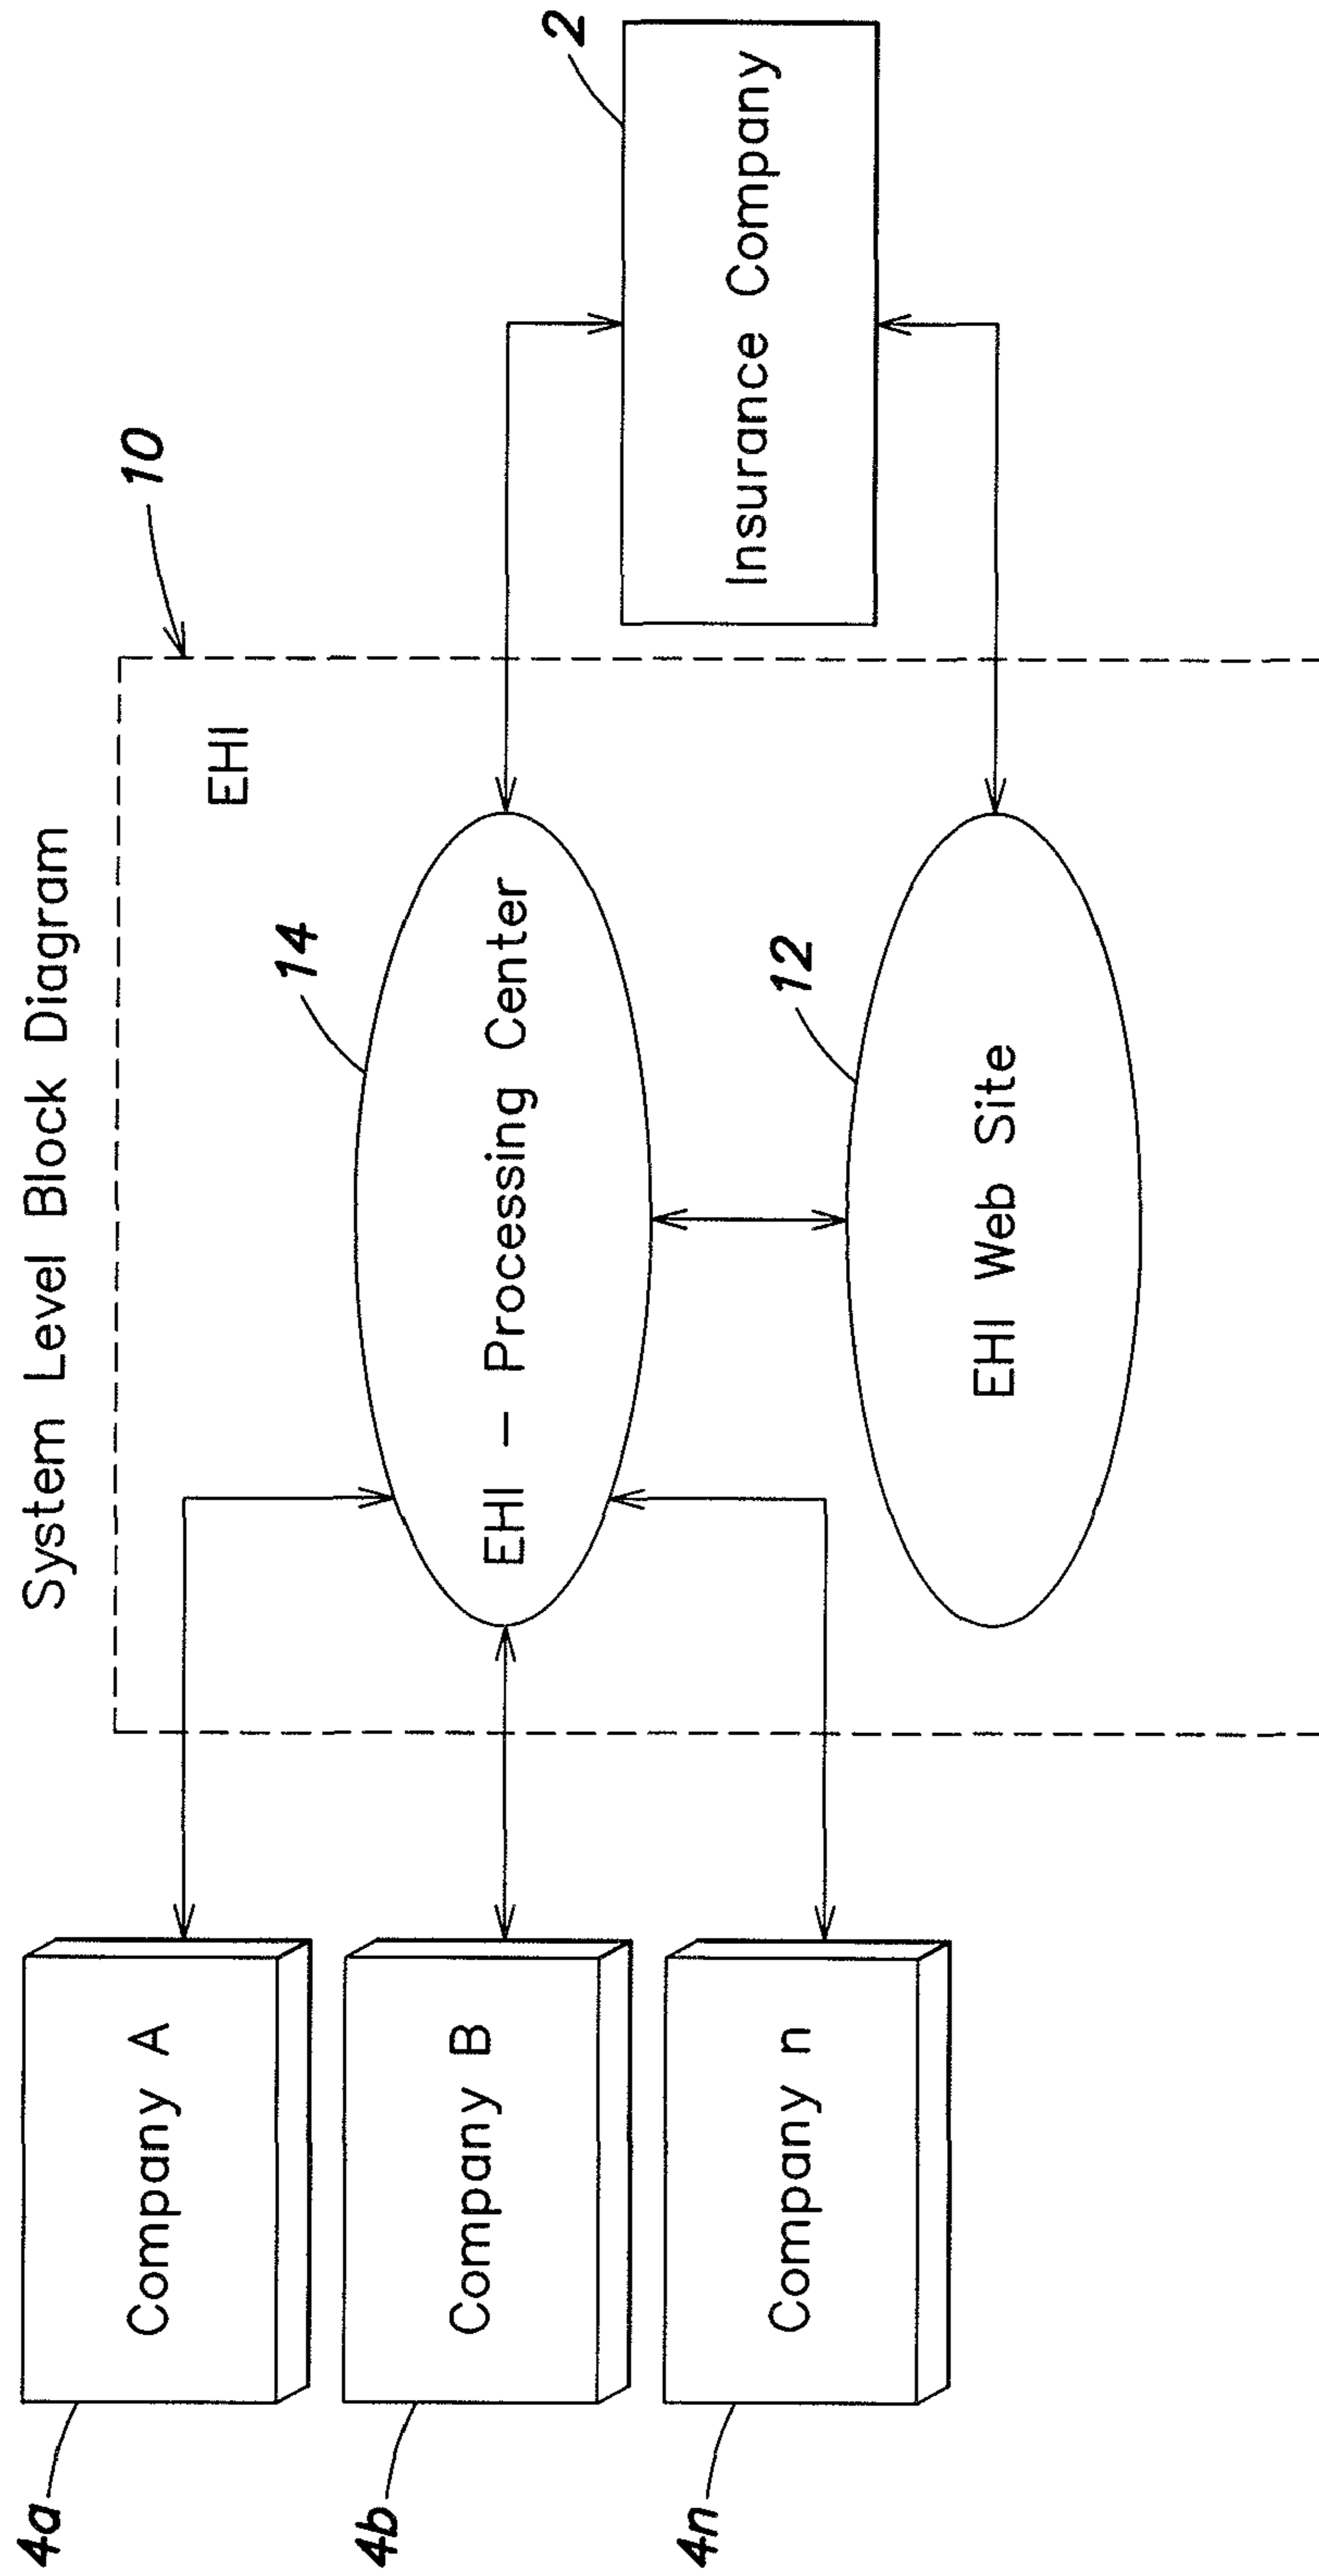 System Level Block Diagram
10
EHI
4a
Company A
14
2
4b
Company B
EHI – Processing Center
Insurance Company
4n
Company n
12
EHI Web Site